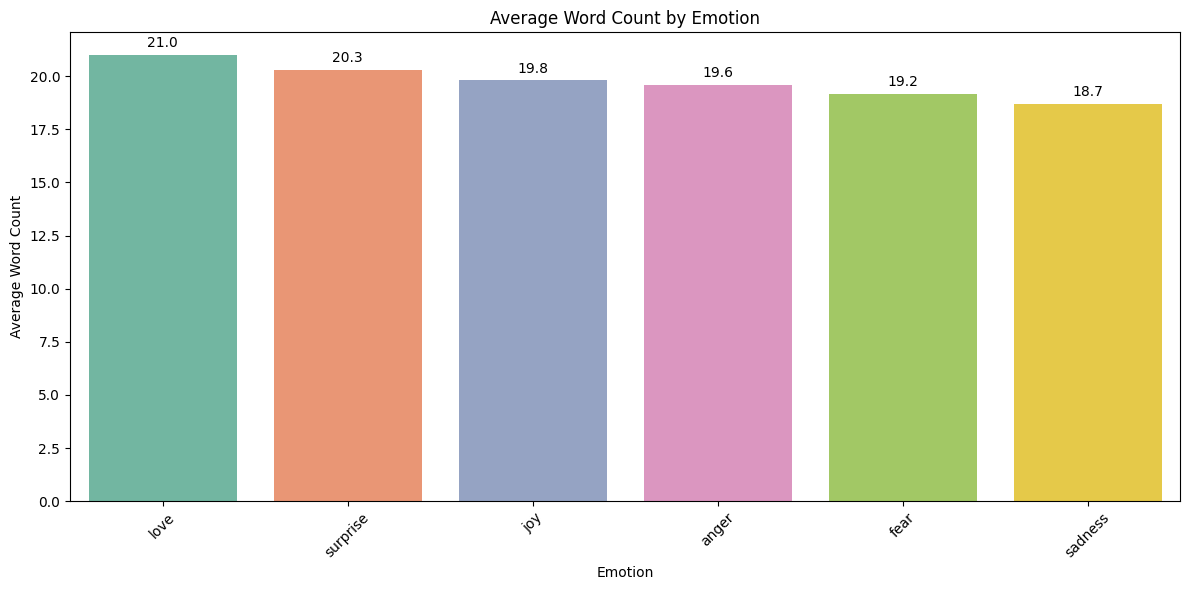 Average Word Count by Emotion
Average Word Count
20.0
17.5
15.0
12.5
10.0
7.5
5.0
2.5
0.0
21.0
20.3
19.8
19.6
19.2
18.7
love
surprise
joy
anger
fear
sadness
Emotion